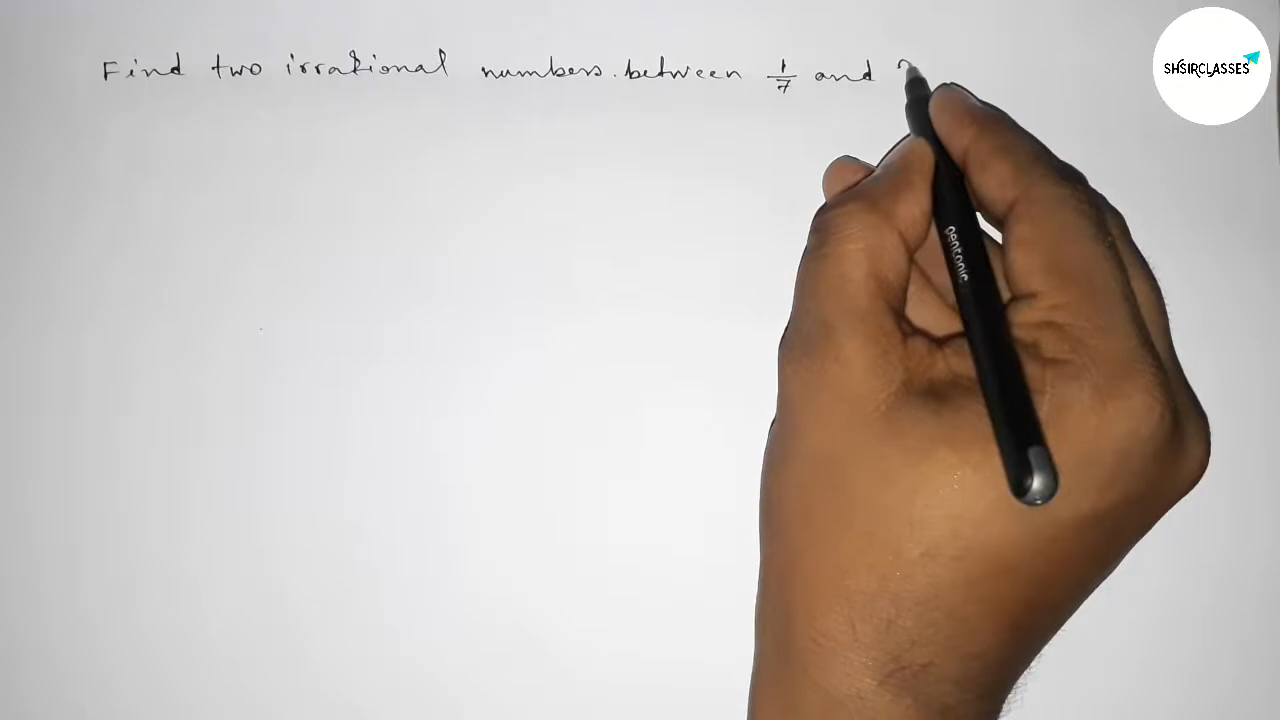 Find two irrational numbers. between 1/7 and
SHSIRCLASSES
pentonic